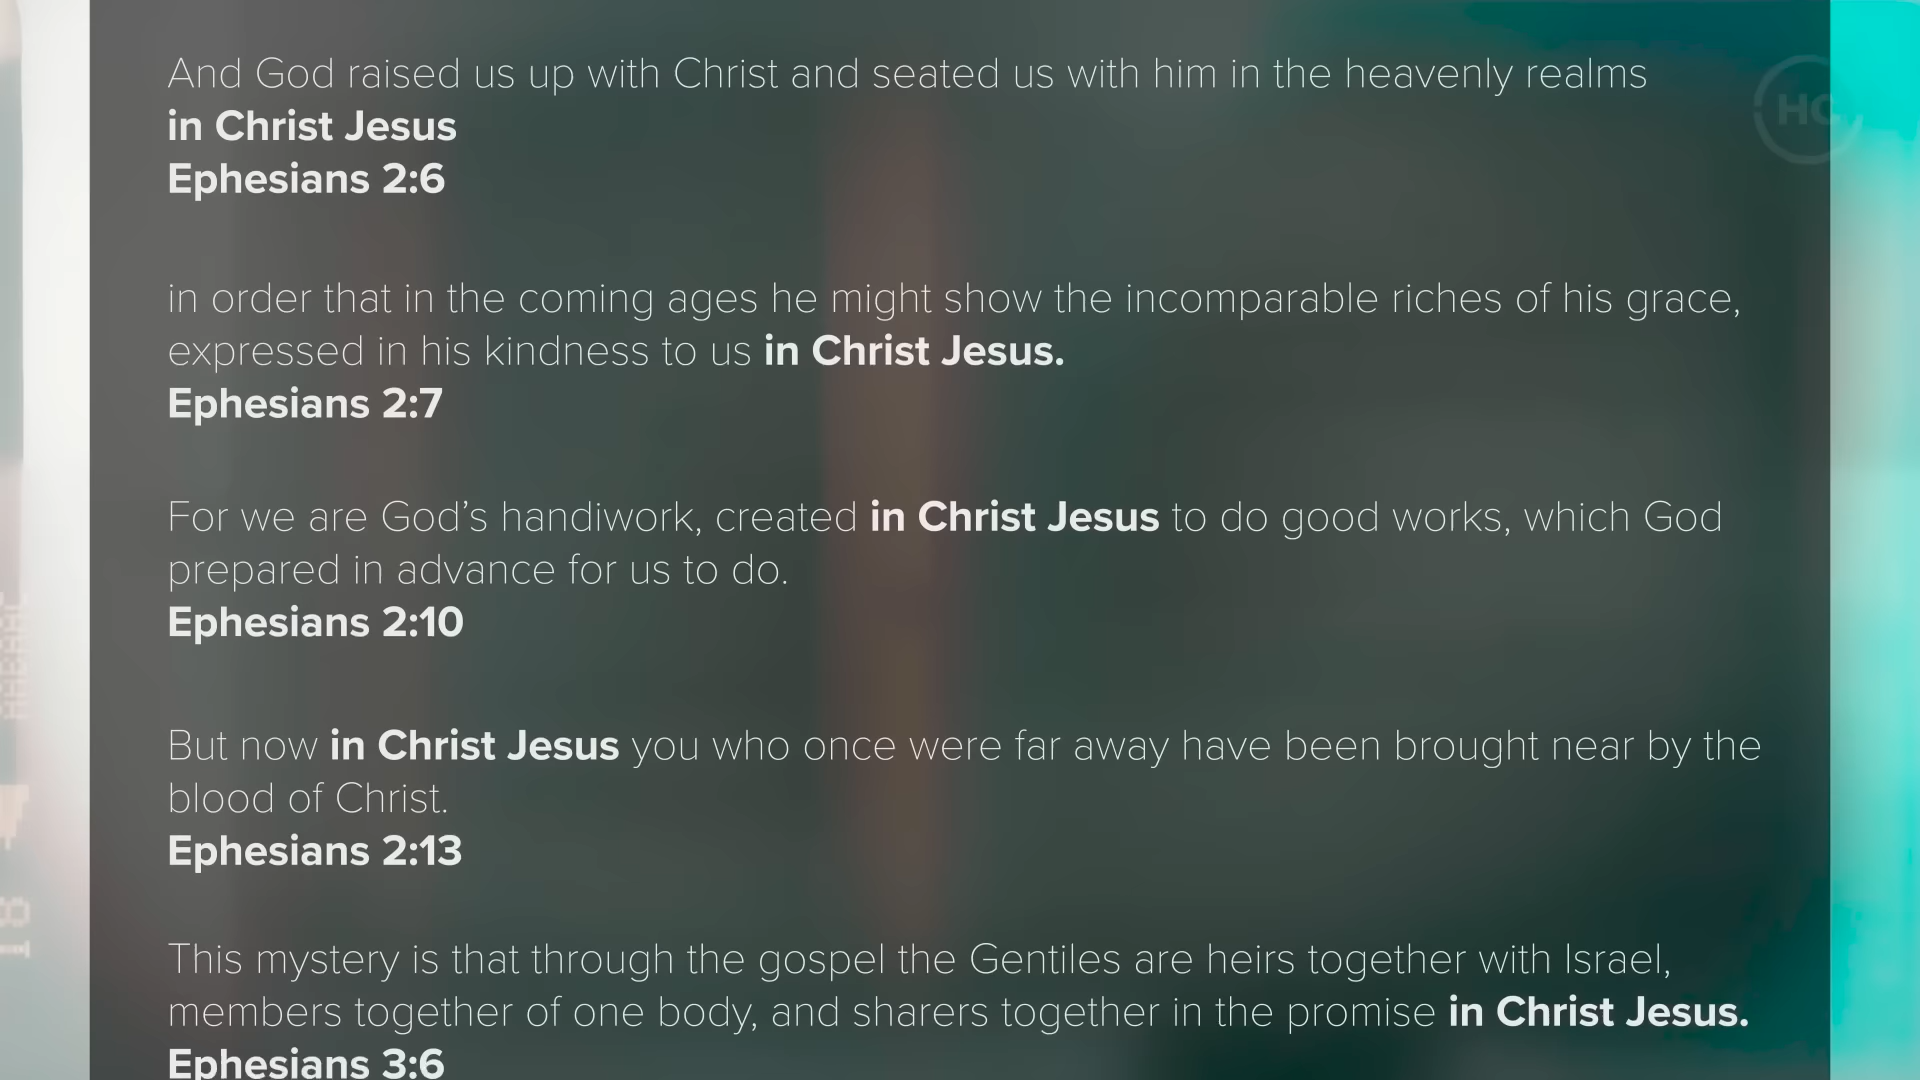 And God raised us up with Christ and seated us with him in the heavenly realms
in Christ Jesus
Ephesians 2:6
in order that in the coming ages he might show the incomparable riches of his grace,
expressed in his kindness to us in Christ Jesus.
Ephesians 2:7
For we are God’s handiwork, created in Christ Jesus to do good works, which God
prepared in advance for us to do.
Ephesians 2:10
But now in Christ Jesus you who once were far away have been brought near by the
blood of Christ.
Ephesians 2:13
This mystery is that through the gospel the Gentiles are heirs together with Israel,
members together of one body, and sharers together in the promise in Christ Jesus.
Ephesians 3:6
HC